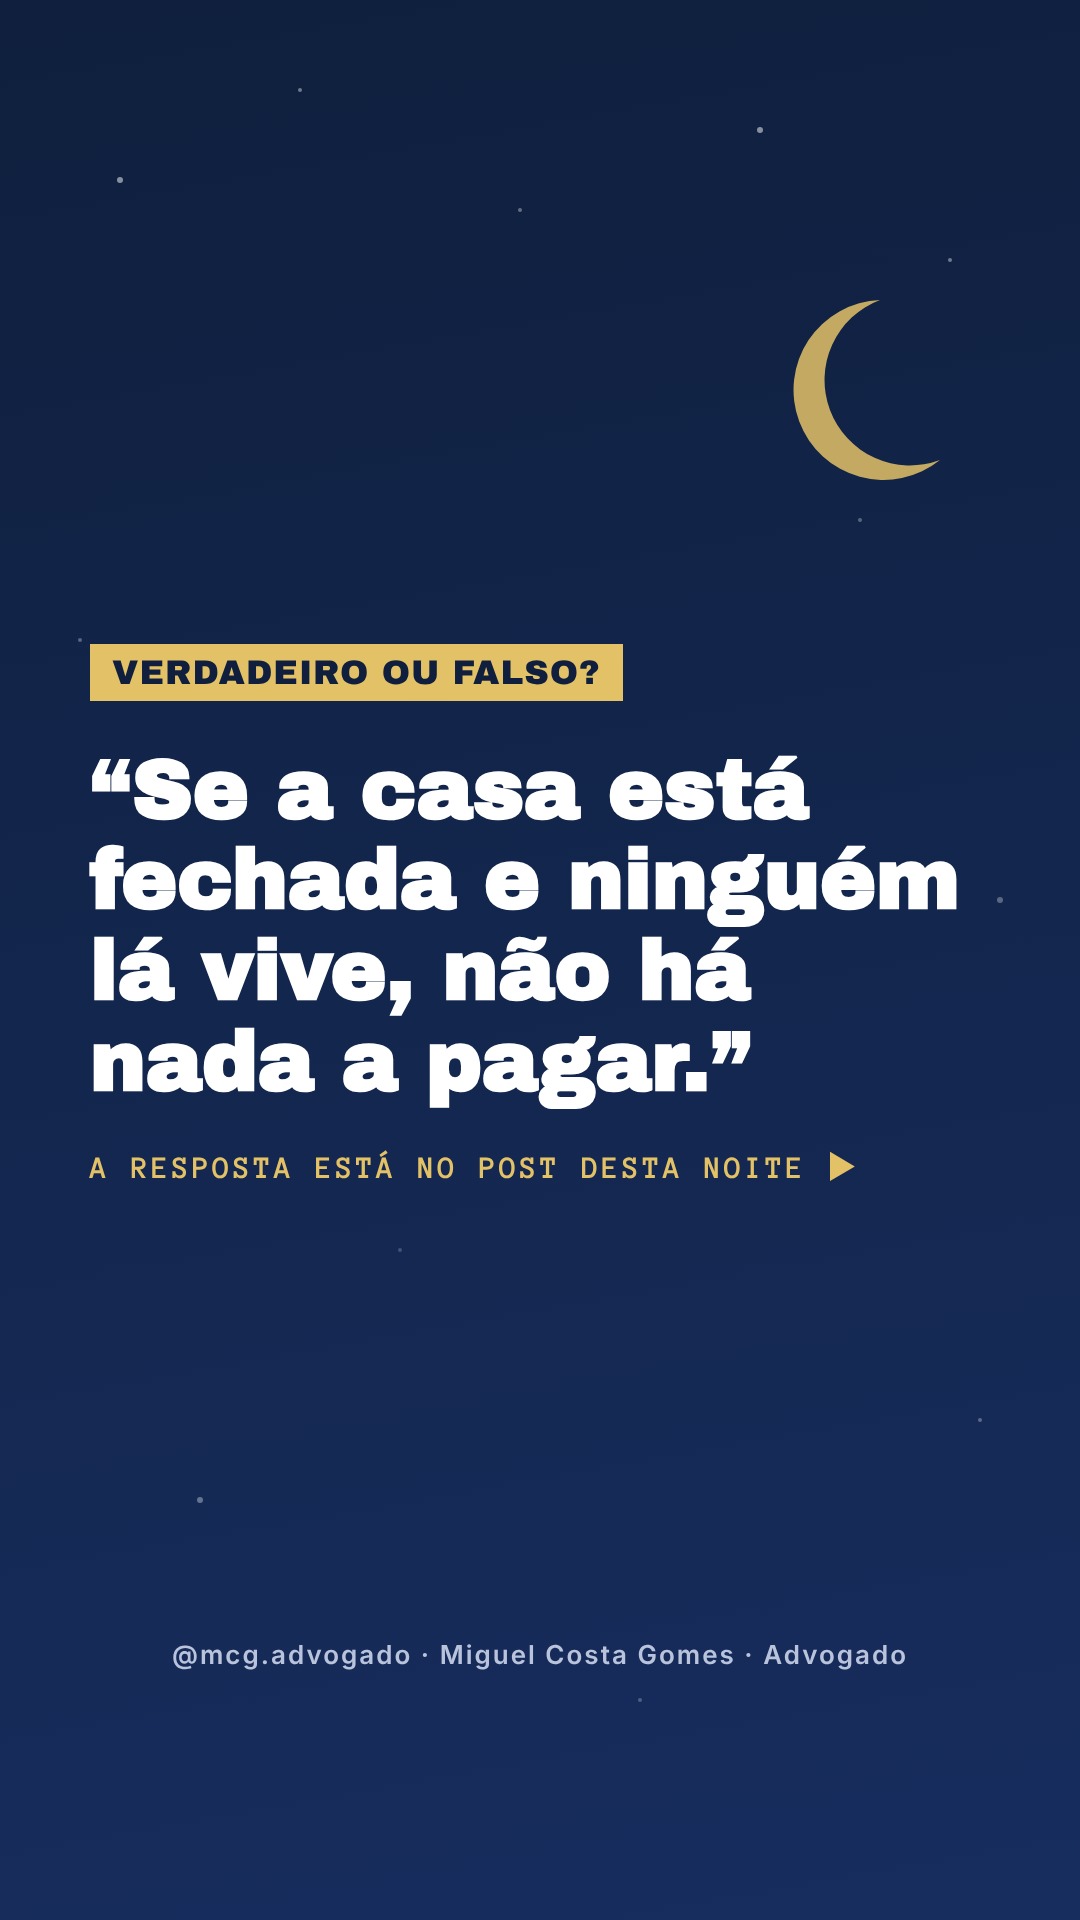 VERDADEIRO OU FALSO?
“Se a casa está
fechada e ninguém
lá vive, não há
nada a pagar.”
A RESPOSTA ESTÁ NO POST DESTA NOITE ▶
@mcg.advogado · Miguel Costa Gomes · Advogado